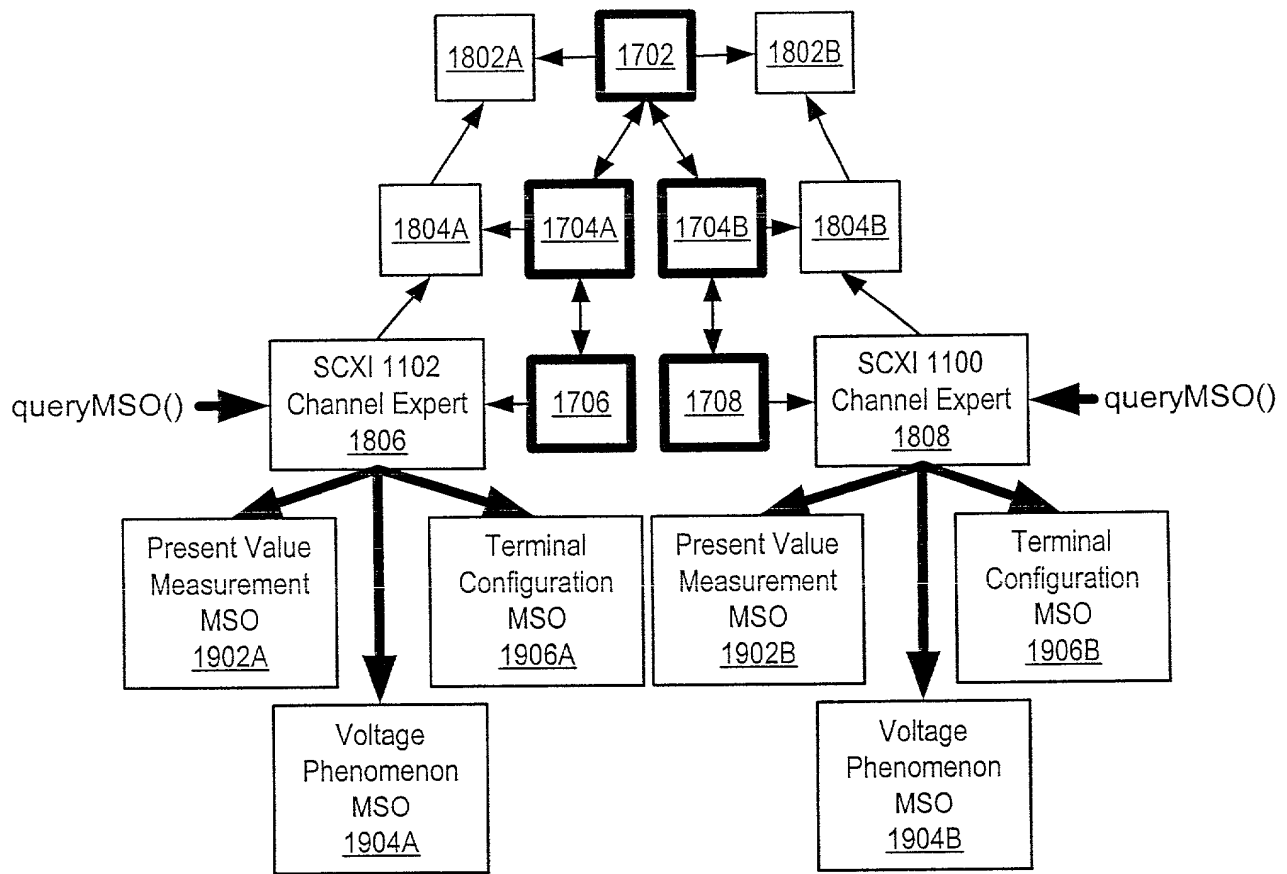 1802A
1702
1802B
1804A
1704A
1704B
1804B
queryMSO()
SCXI 1102
Channel Expert
1806
1706
1708
SCXI 1100
Channel Expert
1808
queryMSO()
Present Value
Measurement
MSO
1902A
Terminal
Configuration
MSO
1906A
Present Value
Measurement
MSO
1902B
Terminal
Configuration
MSO
1906B
Voltage
Phenomenon
MSO
1904A
Voltage
Phenomenon
MSO
1904B